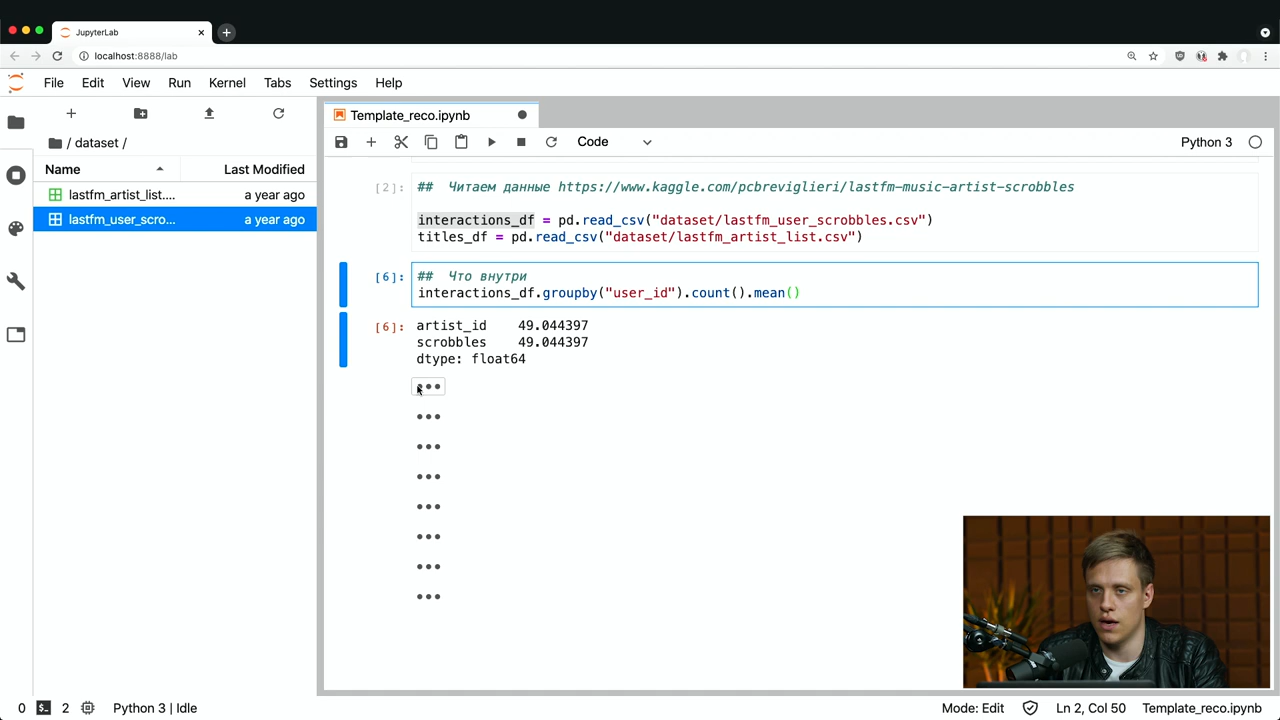 JupyterLab
localhost:8888/lab
File Edit View Run Kernel Tabs Settings Help
/ dataset /
Name Last Modified
lastfm_artist_list.... a year ago
lastfm_user_scro... a year ago
Template_reco.ipynb
Code
Python 3
[2]: ## Читаем данные https://www.kaggle.com/pcbreviglieri/lastfm-music-artist-scrobbles
interactions_df = pd.read_csv("dataset/lastfm_user_scrobbles.csv")
titles_df = pd.read_csv("dataset/lastfm_artist_list.csv")
[6]: ## Что внутри
interactions_df.groupby("user_id").count().mean()
[6]: artist_id 49.044397
scrobbles 49.044397
dtype: float64
0 2 Python 3 | Idle Mode: Edit Ln 2, Col 50 Template_reco.ipynb